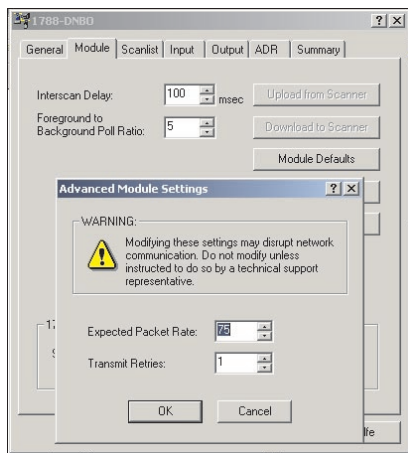 1788-DNBO
General Module Scanlist Input Output ADR Summary
Interscan Delay: 100 msec Upload from Scanner
Foreground to
Background Poll Ratio: 5 Download to Scanner
Module Defaults
Advanced Module Settings
WARNING:
Modifying these settings may disrupt network
communication. Do not modify unless
instructed to do so by a technical support
representative.
Expected Packet Rate: 75
Transmit Retries: 1
OK Cancel